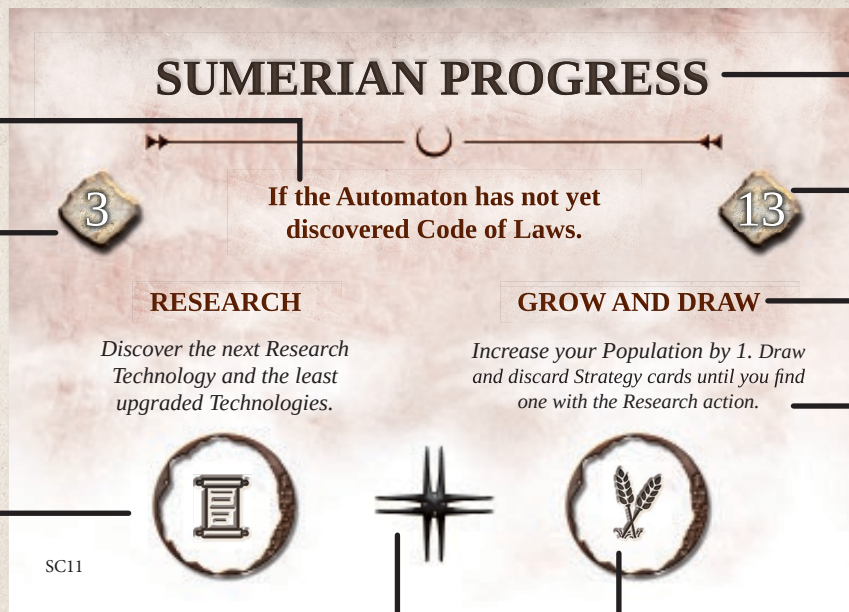 SUMERIAN PROGRESS
3
If the Automaton has not yet
discovered Code of Laws.
13
RESEARCH
Discover the next Research
Technology and the least
upgraded Technologies.
GROW AND DRAW
Increase your Population by 1. Draw
and discard Strategy cards until you find
one with the Research action.
SC11